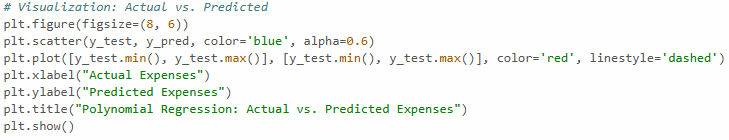 # Visualization: Actual vs. Predicted
plt.figure(figsize=(8, 6))
plt.scatter(y_test, y_pred, color='blue', alpha=0.6)
plt.plot([y_test.min(), y_test.max()], [y_test.min(), y_test.max()], color='red', linestyle='dashed')
plt.xlabel("Actual Expenses")
plt.ylabel("Predicted Expenses")
plt.title("Polynomial Regression: Actual vs. Predicted Expenses")
plt.show()